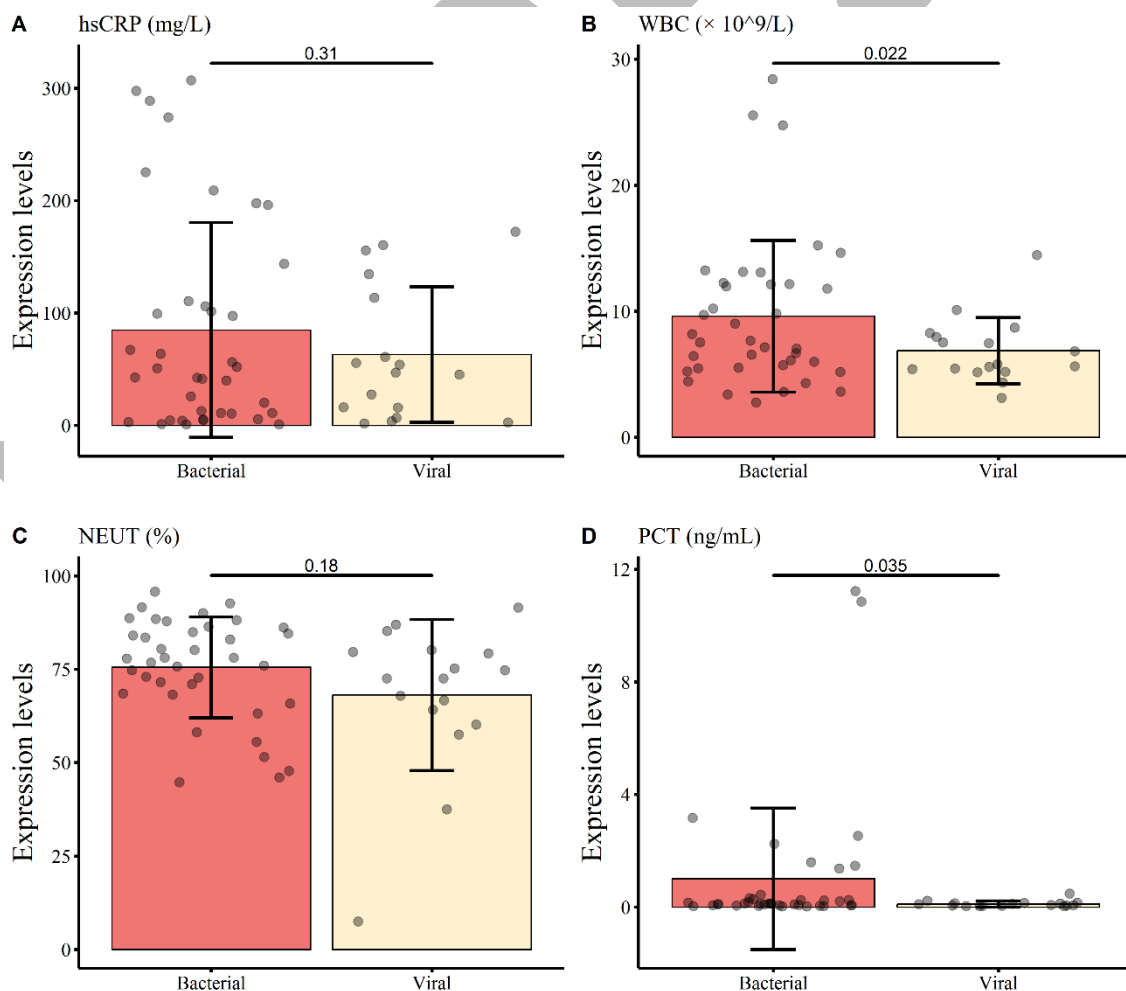 A hsCRP (mg/L)
Expression levels
300
200
100
0
0.31
Bacterial Viral
B WBC (× 10^9/L)
Expression levels
30
20
10
0
0.022
Bacterial Viral
C NEUT (%)
Expression levels
100
75
50
25
0
0.18
Bacterial Viral
D PCT (ng/mL)
Expression levels
12
8
4
0
0.035
Bacterial Viral